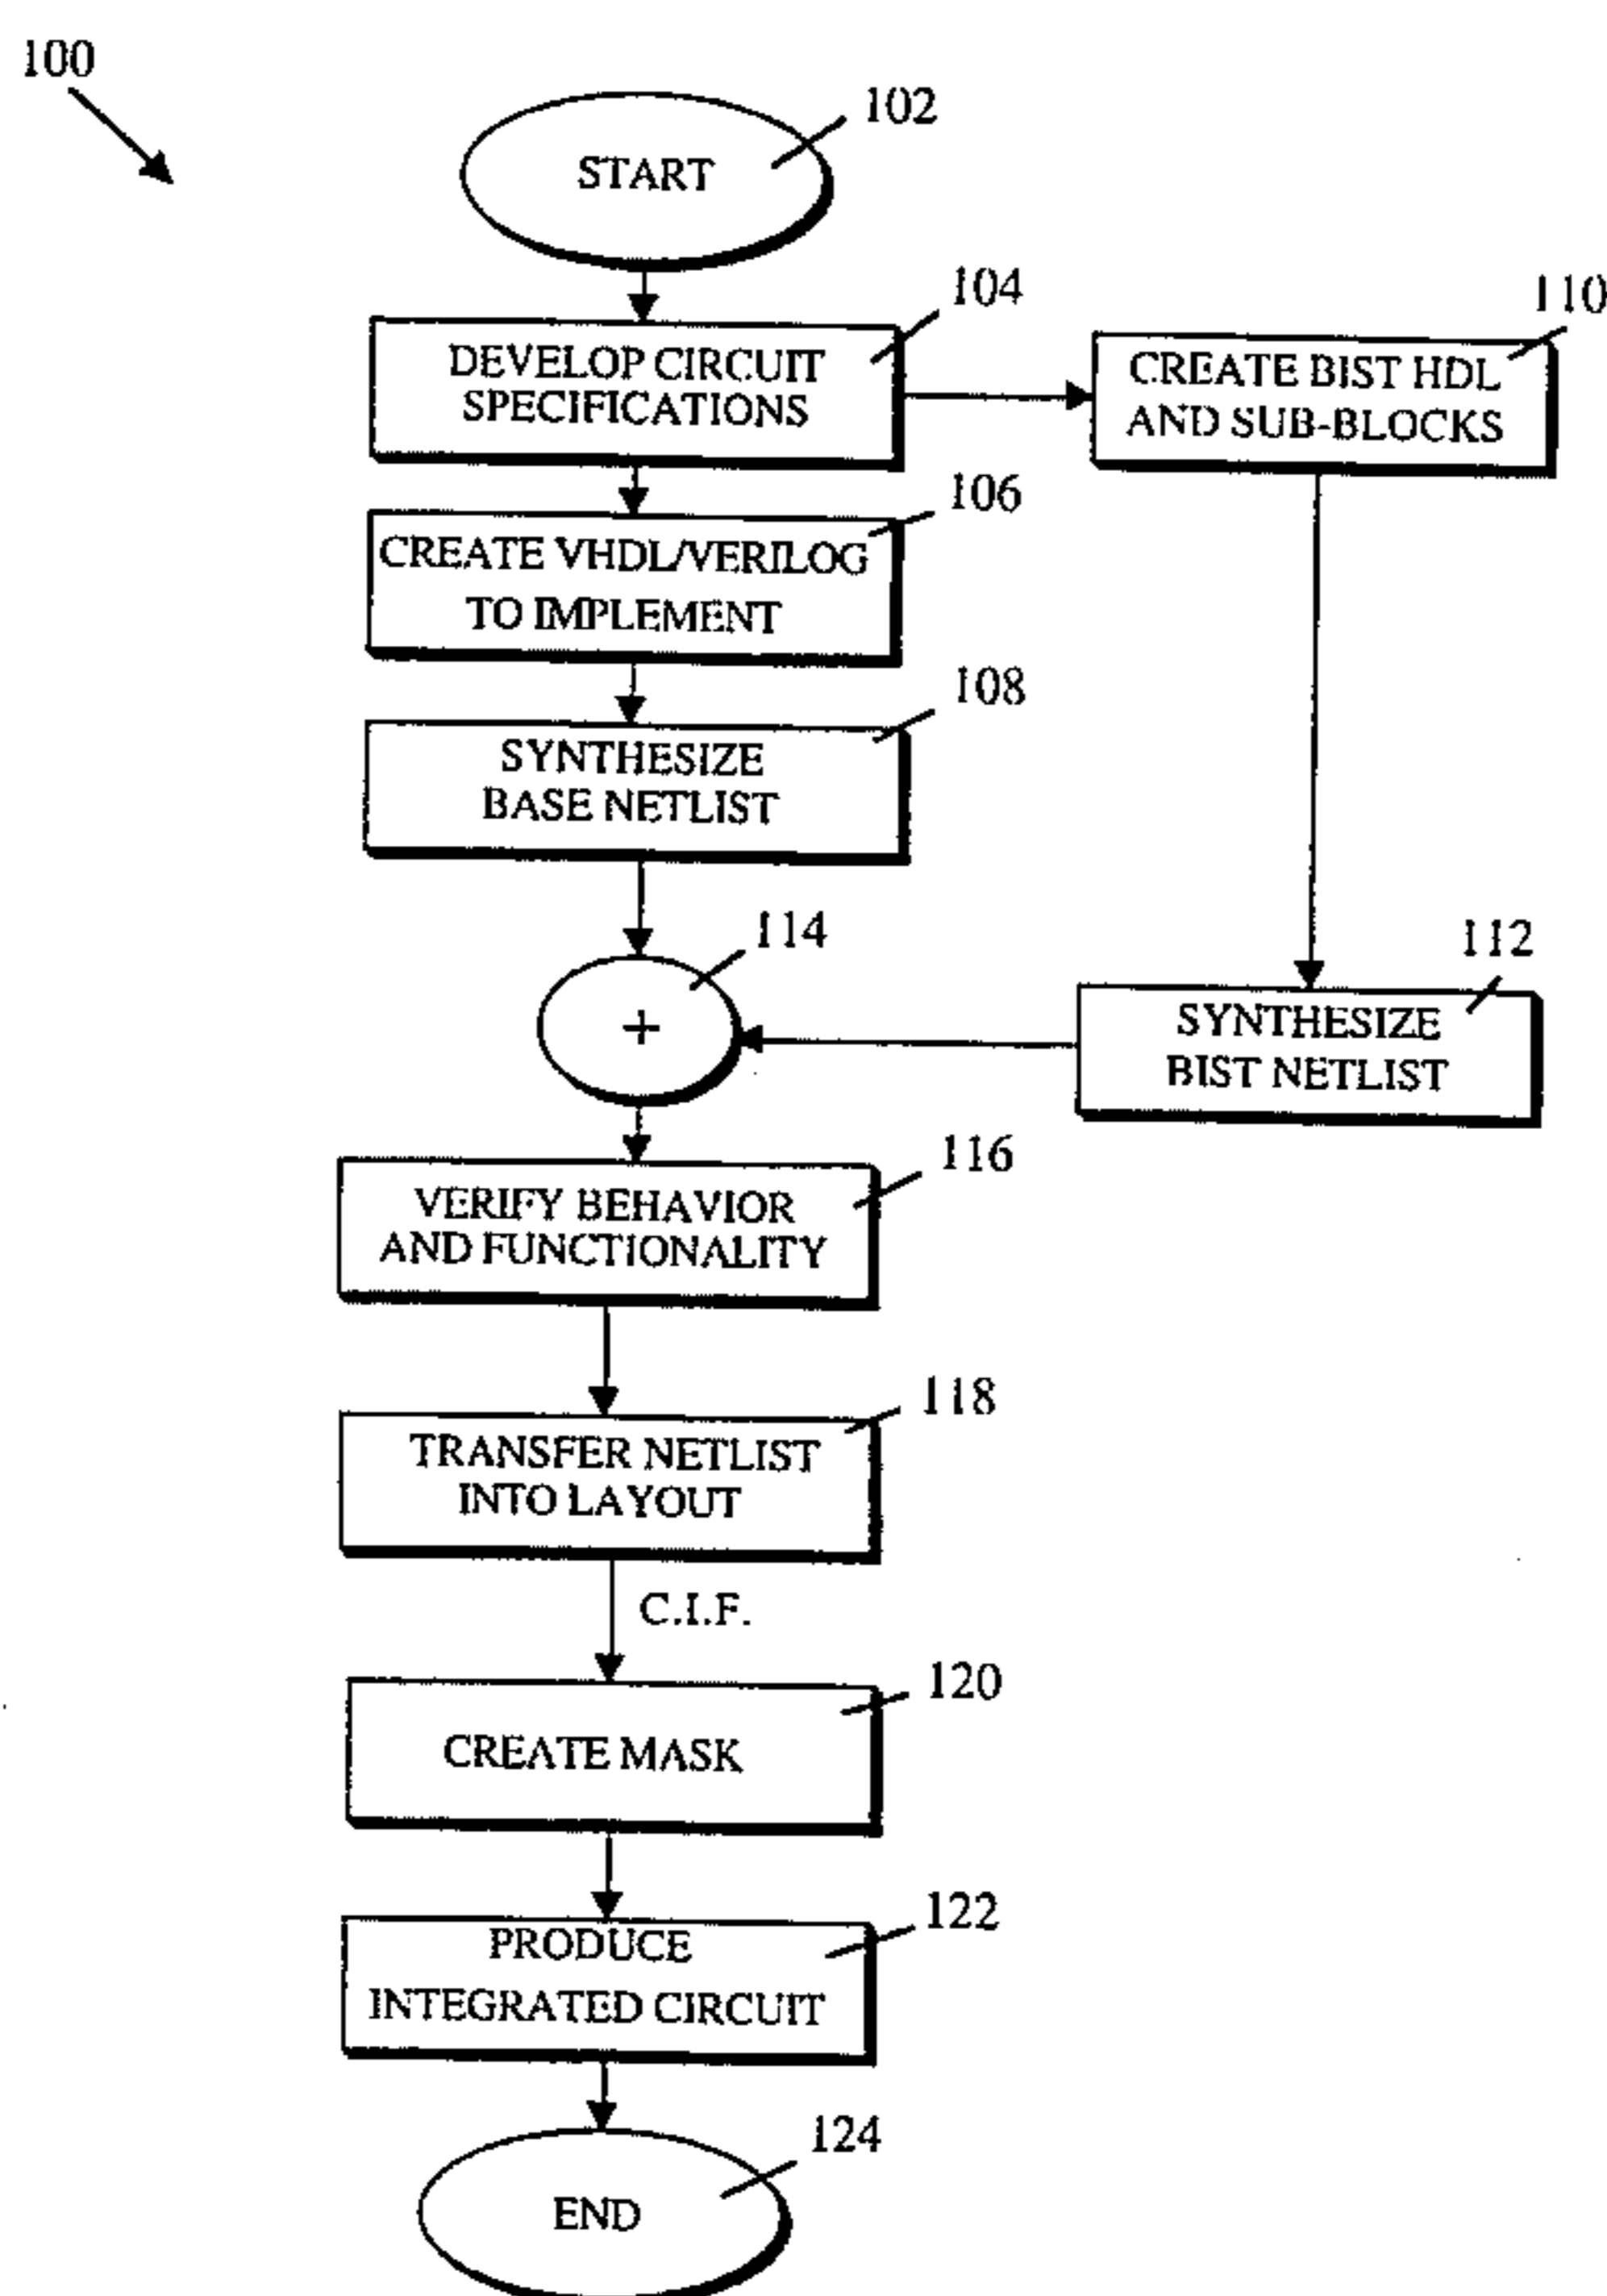 100
102
START
104
DEVELOP CIRCUIT
SPECIFICATIONS
110
CREATE BIST HDL
AND SUB-BLOCKS
106
CREATE VHDL/VERILOG
TO IMPLEMENT
108
SYNTHESIZE
BASE NETLIST
114
+
112
SYNTHESIZE
BIST NETLIST
116
VERIFY BEHAVIOR
AND FUNCTIONALITY
118
TRANSFER NETLIST
INTO LAYOUT
C.I.F.
120
CREATE MASK
122
PRODUCE
INTEGRATED CIRCUIT
124
END